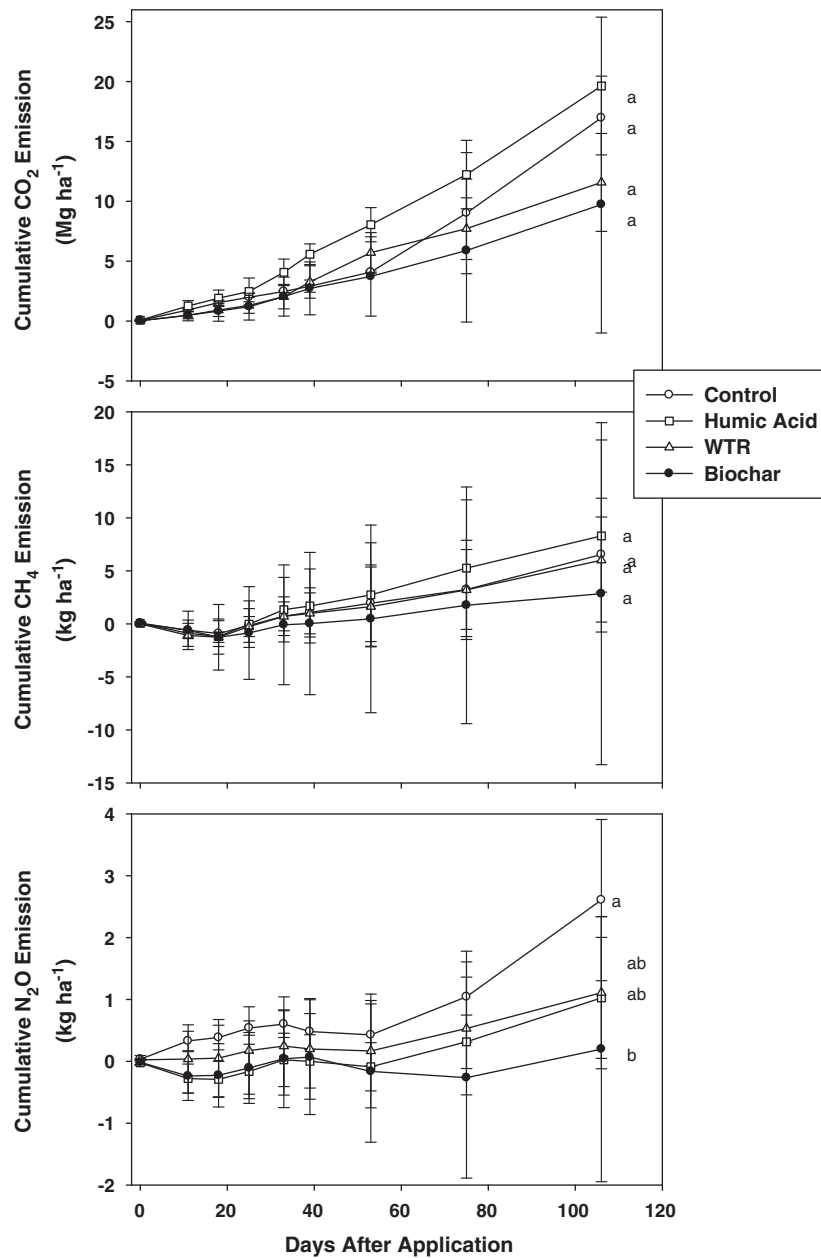 Cumulative CO₂ Emission
(Mg ha⁻¹)
25
20
15
10
5
0
-5
a
a
a
a
Control
Humic Acid
WTR
Biochar
Cumulative CH₄ Emission
(kg ha⁻¹)
20
15
10
5
0
-5
-10
-15
a
a
a
a
Cumulative N₂O Emission
(kg ha⁻¹)
4
3
2
1
0
-1
-2
a
ab
ab
b
0 20 40 60 80 100 120
Days After Application